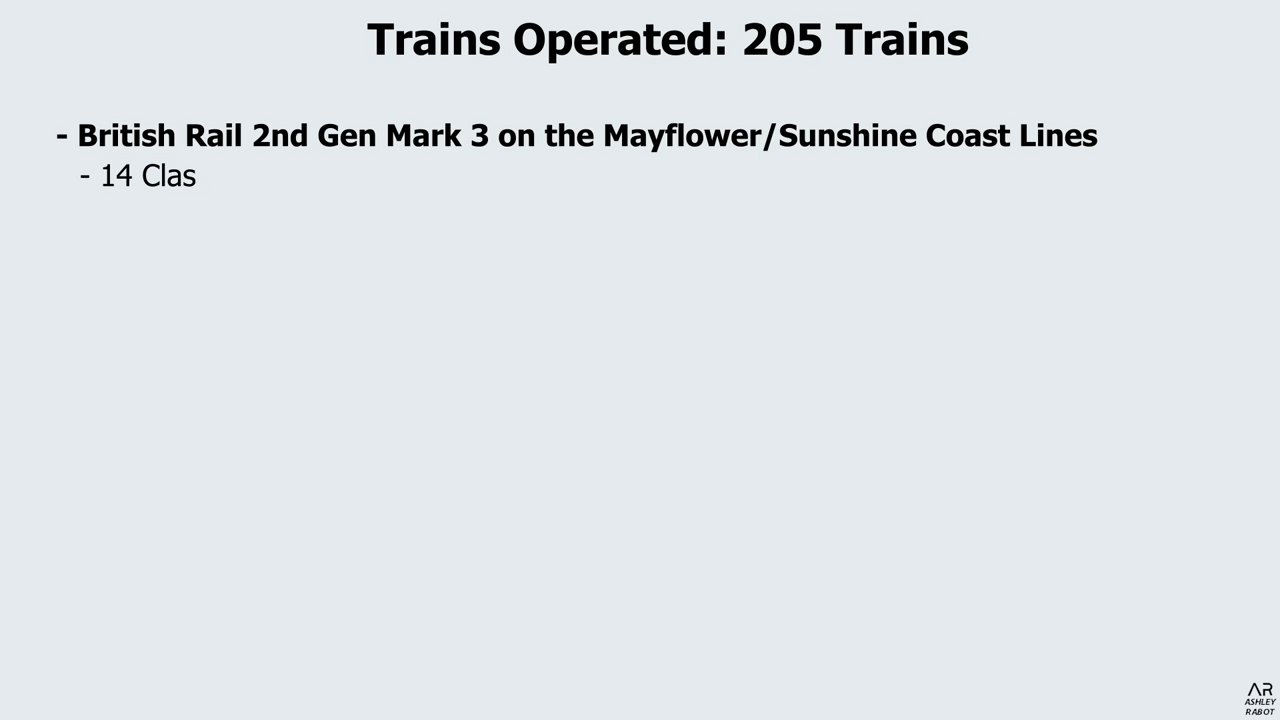 Trains Operated: 205 Trains
- British Rail 2nd Gen Mark 3 on the Mayflower/Sunshine Coast Lines
- 14 Clas
AR
ASHLEY
RABOT